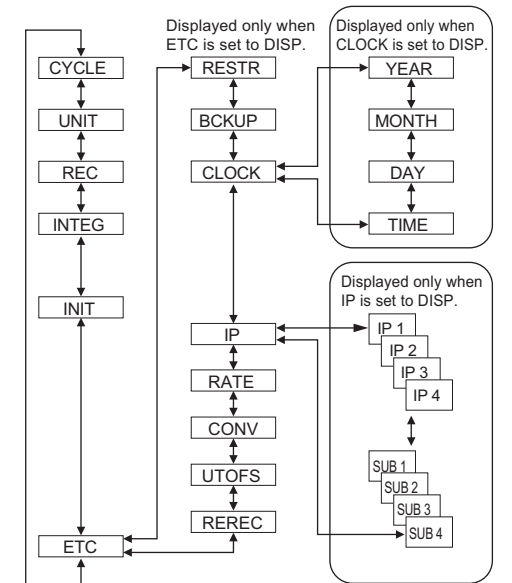 CYCLE
UNIT
REC
INTEG
INIT
ETC
Displayed only when
ETC is set to DISP.
RESTR
BCKUP
CLOCK
IP
RATE
CONV
UTOFS
REREC
Displayed only when
CLOCK is set to DISP.
YEAR
MONTH
DAY
TIME
Displayed only when
IP is set to DISP.
IP 1
IP 2
IP 3
IP 4
SUB 1
SUB 2
SUB 3
SUB 4